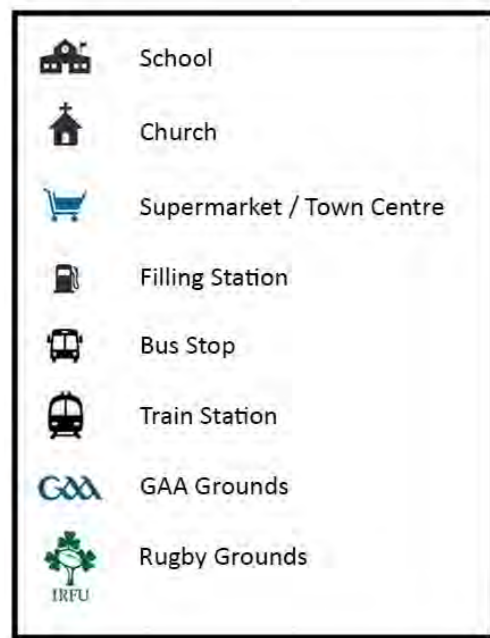 School
Church
Supermarket / Town Centre
Filling Station
Bus Stop
Train Station
GAA GAA Grounds
Rugby Grounds
IRFU